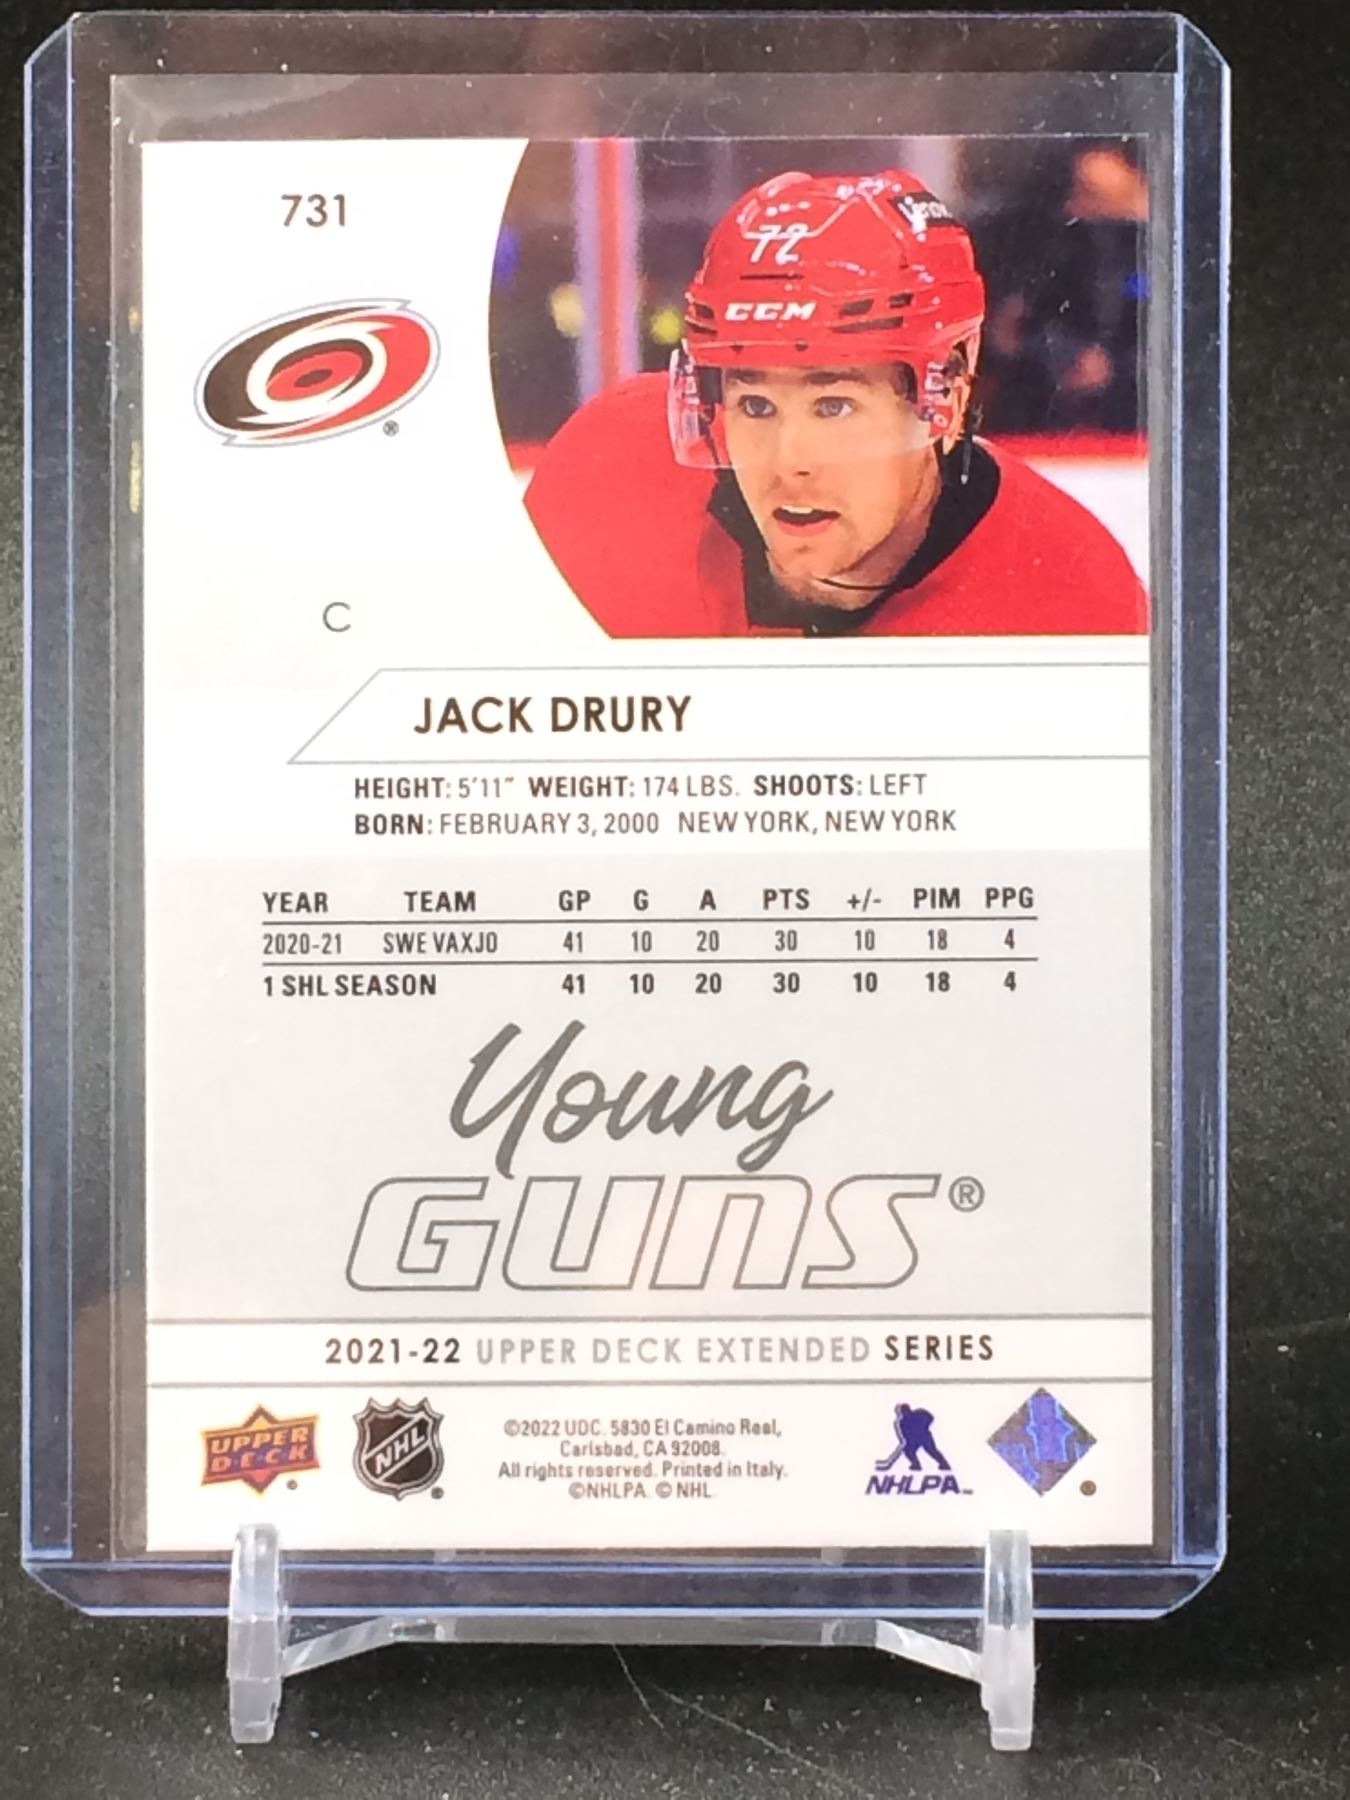 731
Lenovo
72
CCM
®
C
JACK DRURY
HEIGHT: 5'11" WEIGHT: 174 LBS. SHOOTS: LEFT
BORN: FEBRUARY 3, 2000 NEW YORK, NEW YORK
YEAR TEAM GP G A PTS +/- PIM PPG
2020-21 SWE VAXJO 41 10 20 30 10 18 4
1 SHL SEASON 41 10 20 30 10 18 4
Young
GUNS®
2021-22 UPPER DECK EXTENDED SERIES
UPPER
D·E·C·K
®
NHL
®
©2022 UDC. 5830 El Camino Real,
Carlsbad, CA 92008.
All rights reserved. Printed in Italy.
©NHLPA. © NHL.
NHLPA™
®